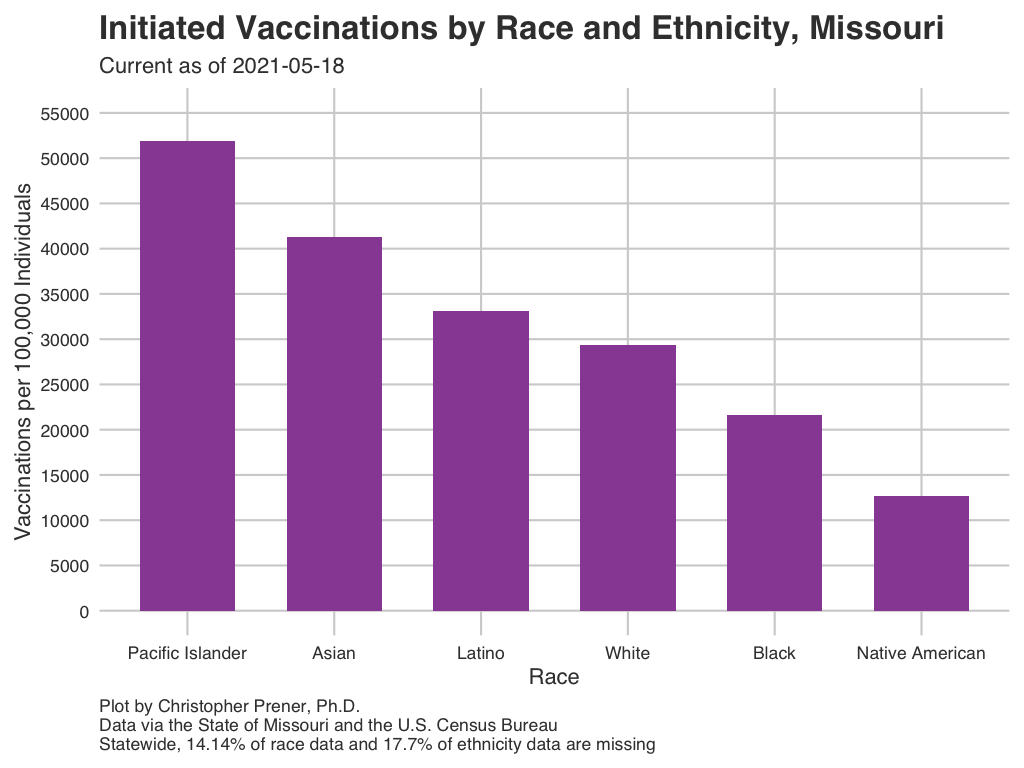 Initiated Vaccinations by Race and Ethnicity, Missouri
Current as of 2021-05-18
Vaccinations per 100,000 Individuals
55000
50000
45000
40000
35000
30000
25000
20000
15000
10000
5000
0
Pacific Islander Asian Latino White Black Native American
Race
Plot by Christopher Prener, Ph.D.
Data via the State of Missouri and the U.S. Census Bureau
Statewide, 14.14% of race data and 17.7% of ethnicity data are missing